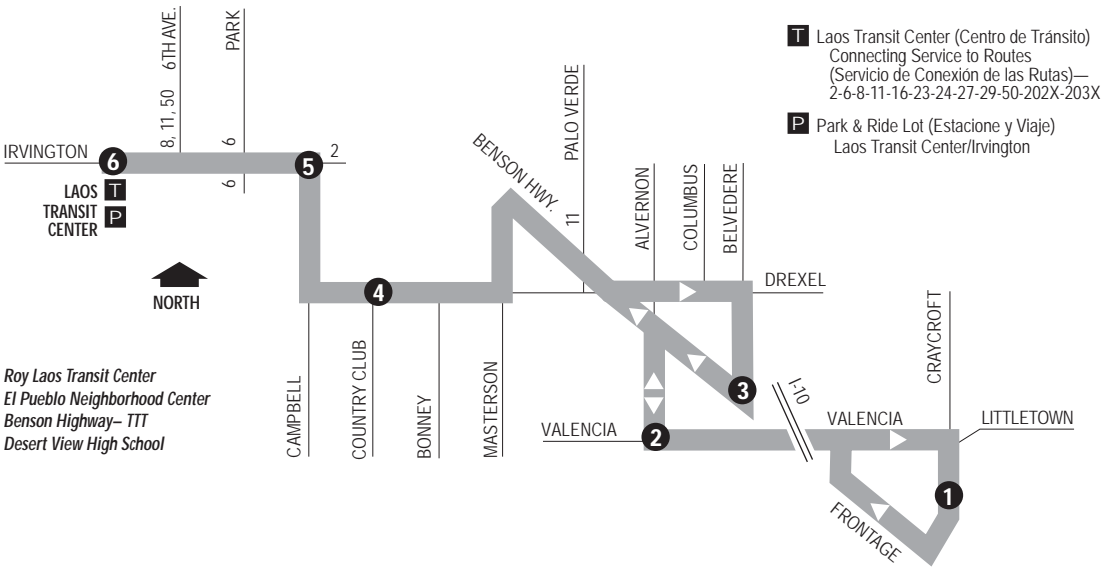 8, 11, 50 6TH AVE.
PARK
6
6
IRVINGTON
6
5
2
LAOS T
TRANSIT P
CENTER
NORTH
BENSON HWY.
PALO VERDE
11
ALVERNON
COLUMBUS
BELVEDERE
DREXEL
4
3
CAMPBELL
COUNTRY CLUB
BONNEY
MASTERSON
VALENCIA
2
I-10
VALENCIA
CRAYCROFT
LITTLETOWN
1
FRONTAGE
T Laos Transit Center (Centro de Tránsito)
Connecting Service to Routes
(Servicio de Conexión de las Rutas)—
2-6-8-11-16-23-24-27-29-50-202X-203X
P Park & Ride Lot (Estacione y Viaje)
Laos Transit Center/Irvington
Roy Laos Transit Center
El Pueblo Neighborhood Center
Benson Highway– TTT
Desert View High School